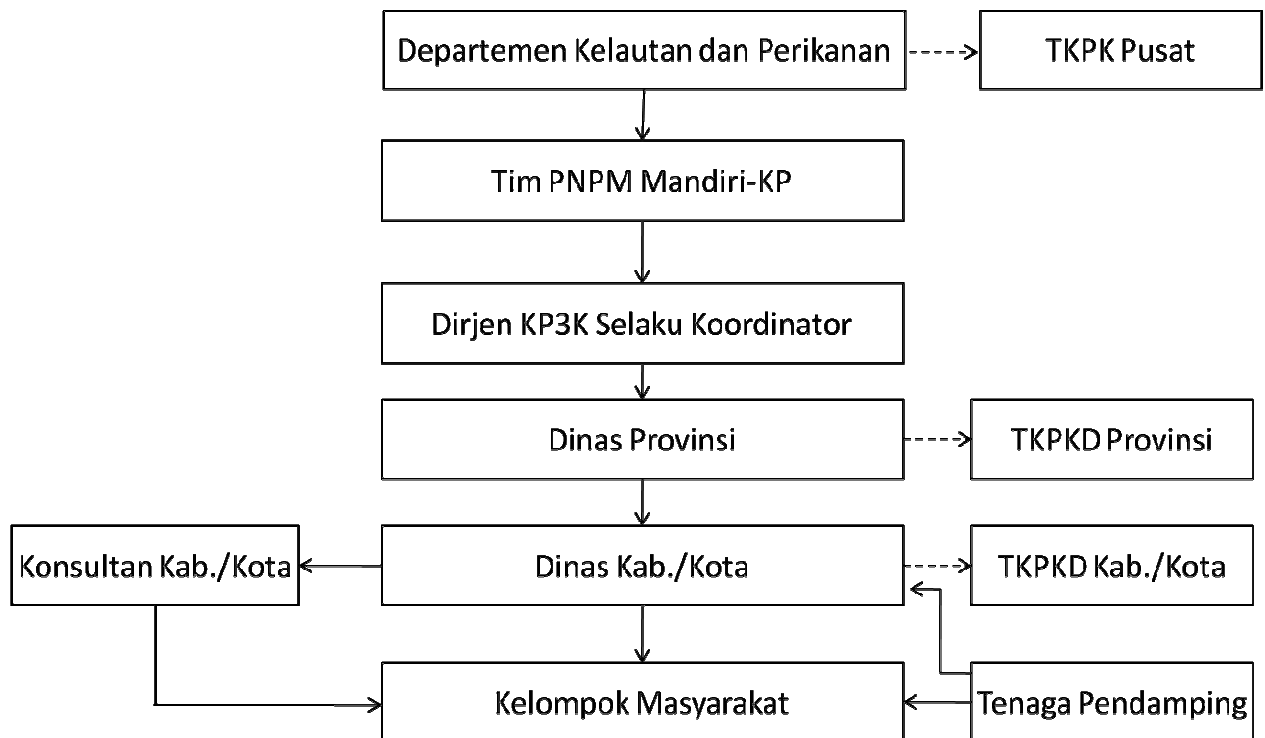 Departemen Kelautan dan Perikanan
TKPK Pusat
Tim PNPM Mandiri-KP
Dirjen KP3K Selaku Koordinator
Dinas Provinsi
TKPKD Provinsi
Konsultan Kab./Kota
Dinas Kab./Kota
TKPKD Kab./Kota
Kelompok Masyarakat
Tenaga Pendamping